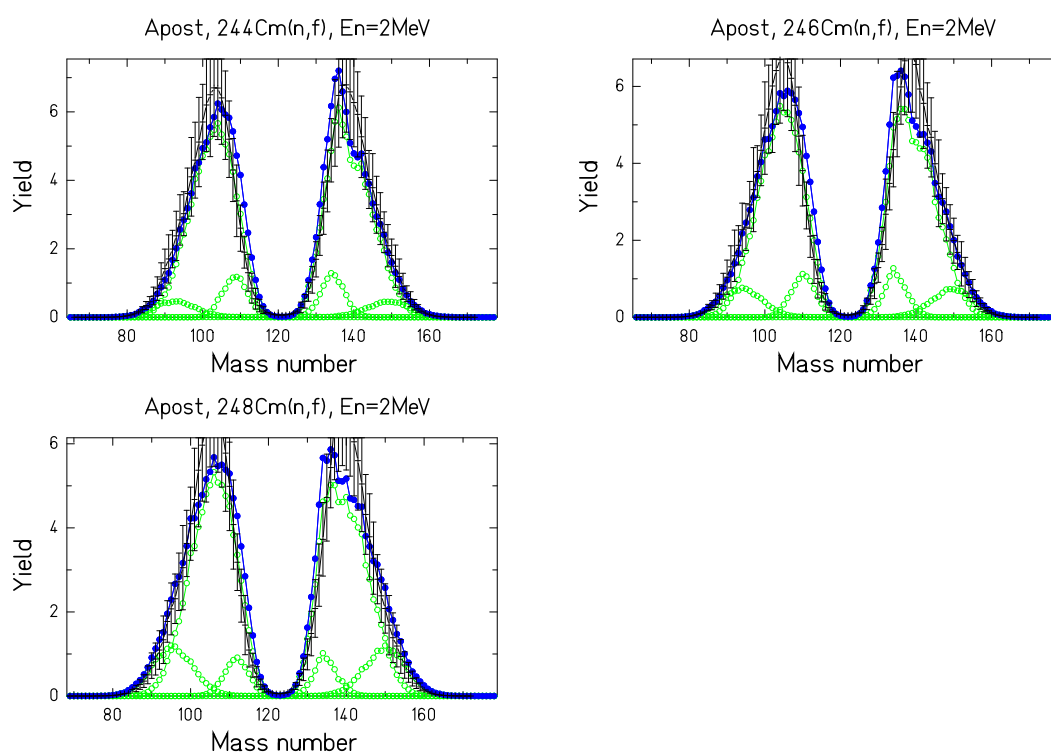 Apost, 244Cm(n,f), En=2MeV
Yield
6
4
2
0
80 100 120 140 160
Mass number
Apost, 246Cm(n,f), En=2MeV
Yield
6
4
2
0
80 100 120 140 160
Mass number
Apost, 248Cm(n,f), En=2MeV
Yield
6
4
2
0
80 100 120 140 160
Mass number